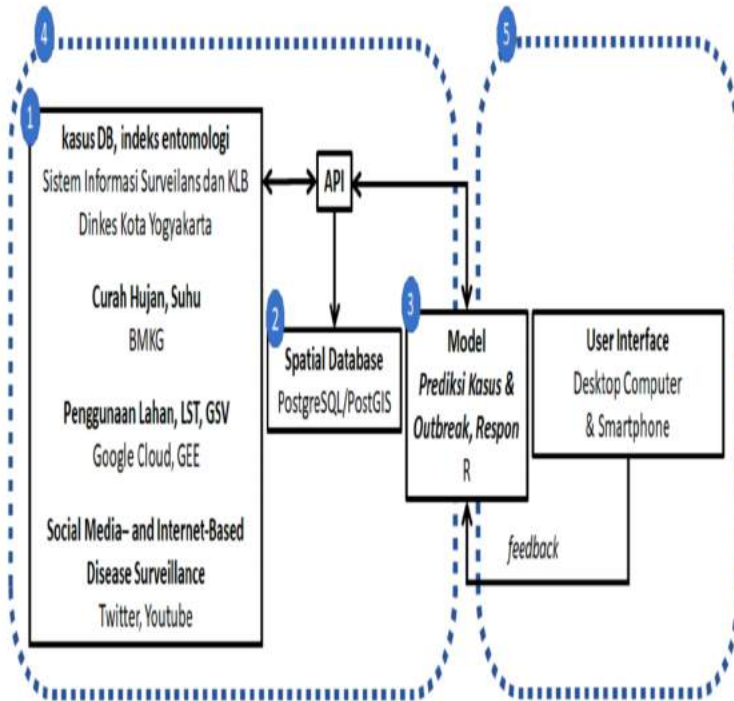 4
5
1
kasus DB, indeks entomologi
Sistem Informasi Surveilans dan KLB
Dinkes Kota Yogyakarta
Curah Hujan, Suhu
BMKG
Penggunaan Lahan, LST, GSV
Google Cloud, GEE
Social Media– and Internet-Based
Disease Surveillance
Twitter, Youtube
API
2
Spatial Database
PostgreSQL/PostGIS
3
Model
Prediksi Kasus &
Outbreak, Respon
R
User Interface
Desktop Computer
& Smartphone
feedback